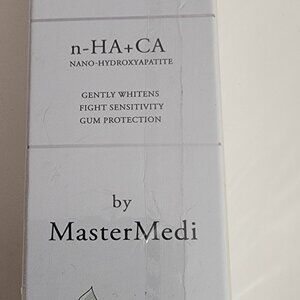 n-HA+CA
NANO-HYDROXYAPATITE
GENTLY WHITENS
FIGHT SENSITIVITY
GUM PROTECTION
by
MasterMedi